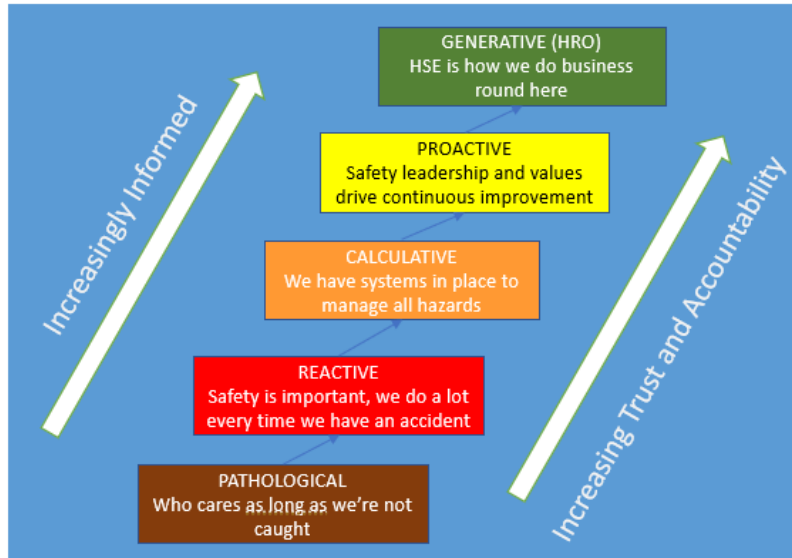 GENERATIVE (HRO)
HSE is how we do business
round here
PROACTIVE
Safety leadership and values
drive continuous improvement
CALCULATIVE
We have systems in place to
manage all hazards
REACTIVE
Safety is important, we do a lot
every time we have an accident
PATHOLOGICAL
Who cares as long as we're not
caught
Increasingly Informed
Increasing Trust and Accountability